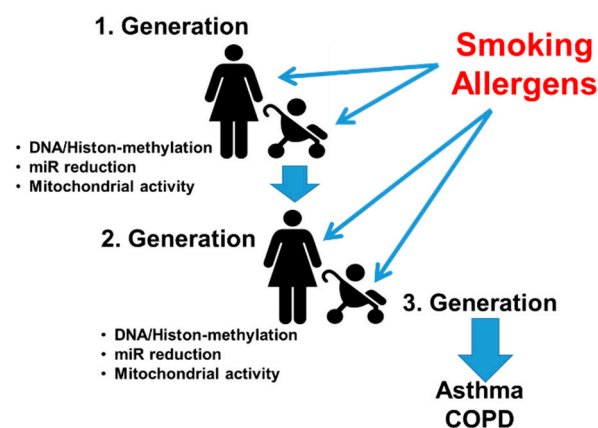 1. Generation
Smoking
Allergens
• DNA/Histon-methylation
• miR reduction
• Mitochondrial activity
2. Generation
3. Generation
• DNA/Histon-methylation
• miR reduction
• Mitochondrial activity
Asthma
COPD